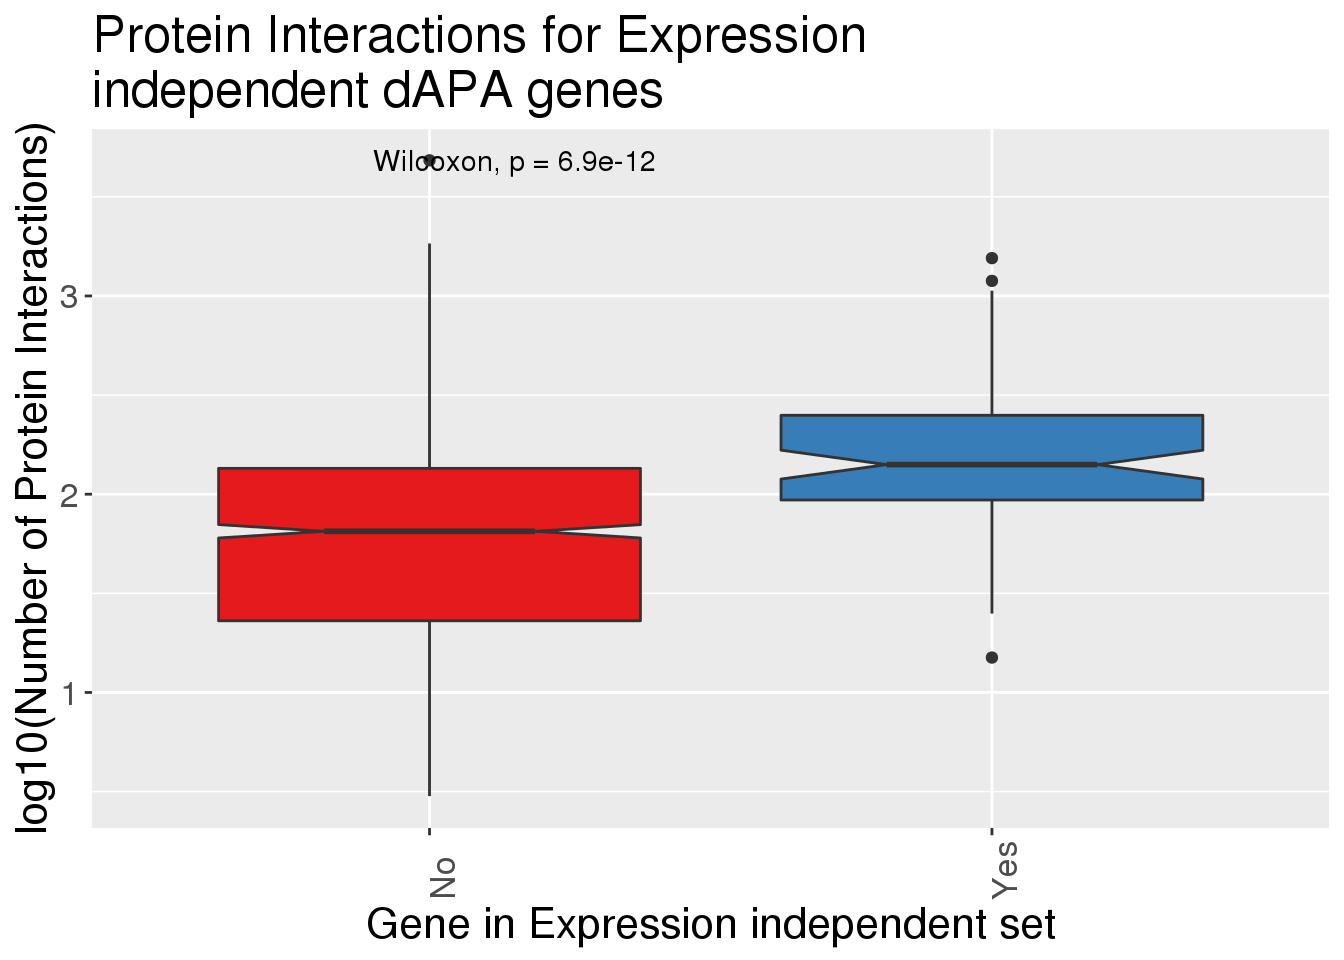 Protein Interactions for Expression
independent dAPA genes
log10(Number of Protein Interactions)
Wilcoxon, p = 6.9e-12
3
2
1
No
Yes
Gene in Expression independent set